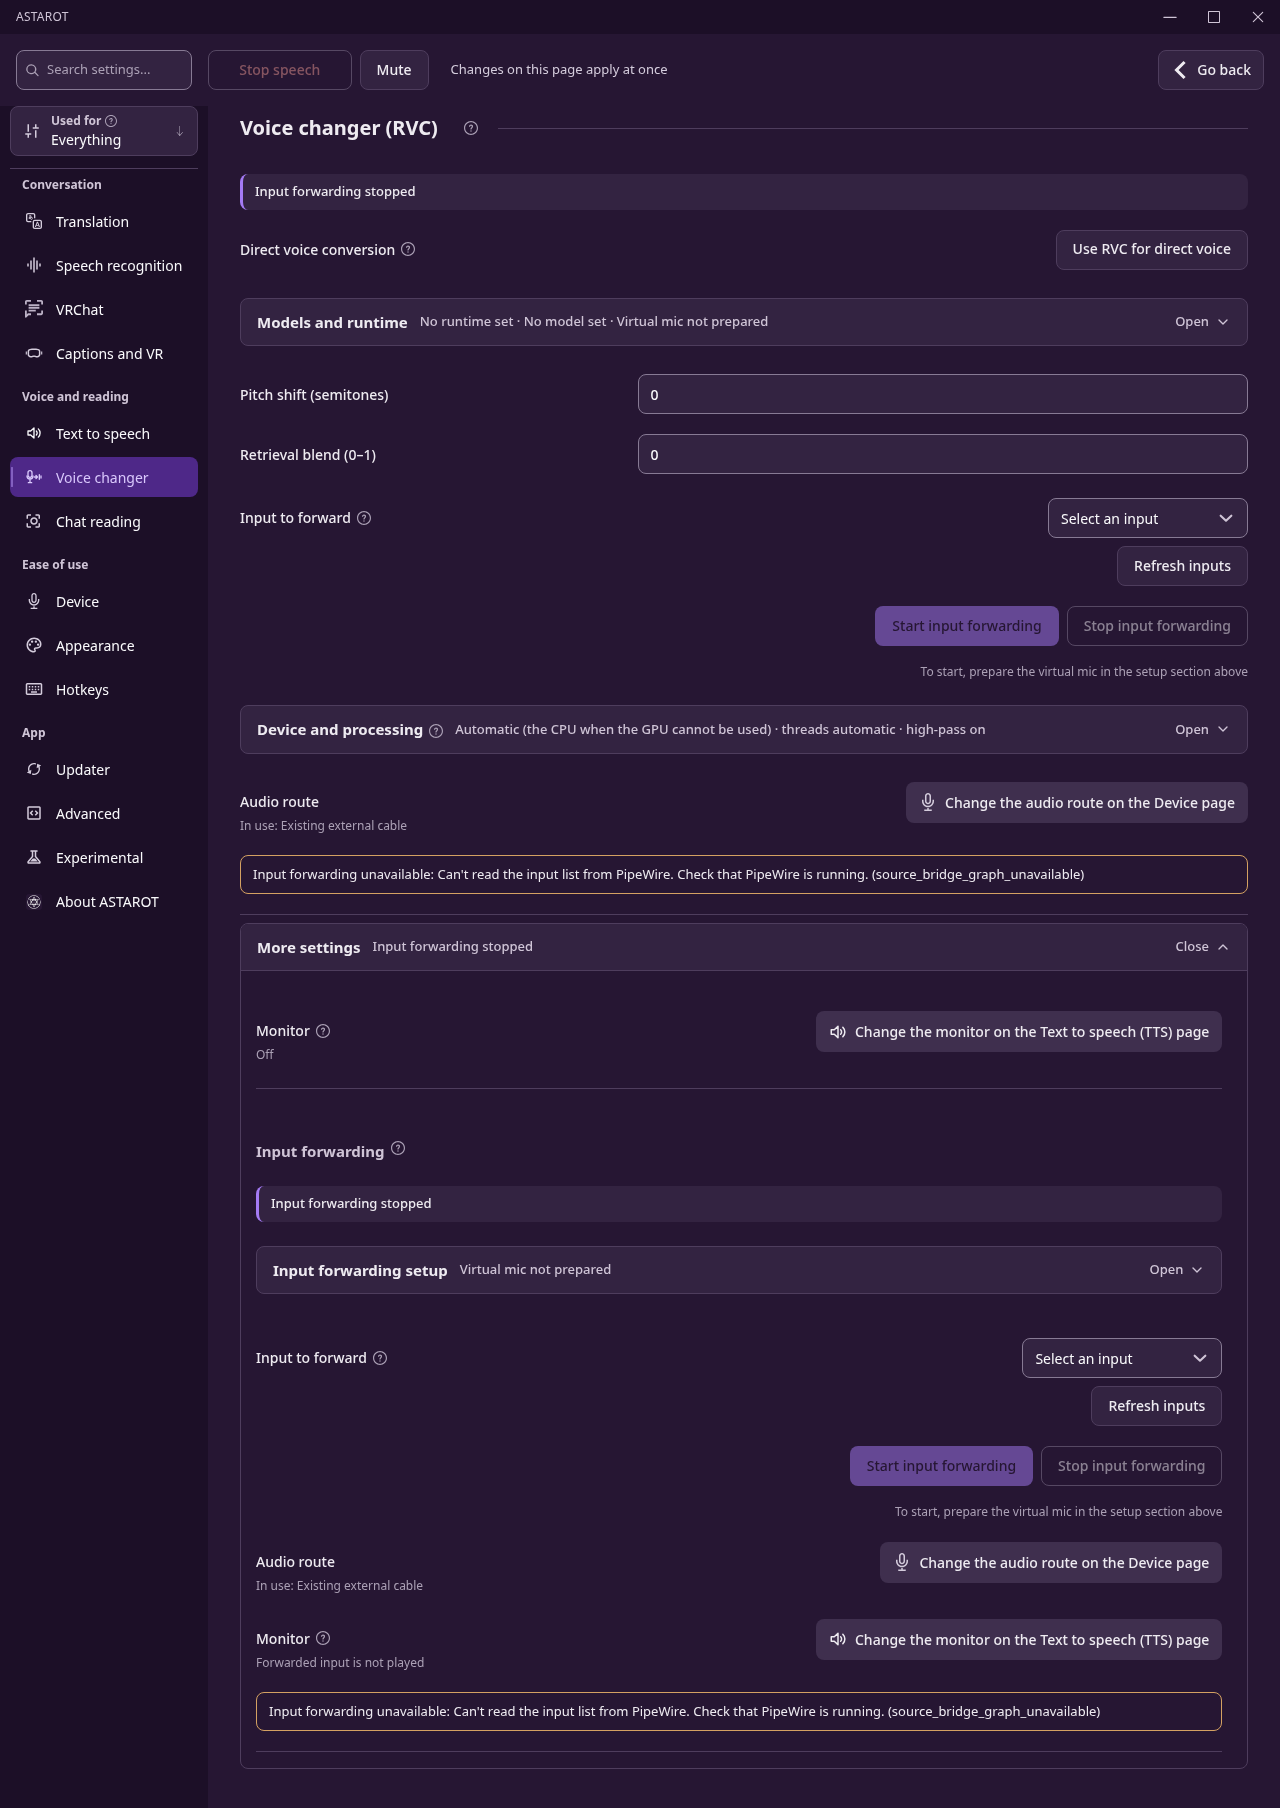 ASTAROT
Search settings...
Stop speech
Mute
Changes on this page apply at once
Go back
Used for
Everything
Conversation
Translation
Speech recognition
VRChat
Captions and VR
Voice and reading
Text to speech
Voice changer
Chat reading
Ease of use
Device
Appearance
Hotkeys
App
Updater
Advanced
Experimental
About ASTAROT
Voice changer (RVC)
Input forwarding stopped
Direct voice conversion
Use RVC for direct voice
Models and runtime No runtime set · No model set · Virtual mic not prepared Open
Pitch shift (semitones) 0
Retrieval blend (0–1) 0
Input to forward Select an input
Refresh inputs
Start input forwarding Stop input forwarding
To start, prepare the virtual mic in the setup section above
Device and processing Automatic (the CPU when the GPU cannot be used) · threads automatic · high-pass on Open
Audio route
In use: Existing external cable
Change the audio route on the Device page
Input forwarding unavailable: Can't read the input list from PipeWire. Check that PipeWire is running. (source_bridge_graph_unavailable)
More settings Input forwarding stopped Close
Monitor
Off
Change the monitor on the Text to speech (TTS) page
Input forwarding
Input forwarding stopped
Input forwarding setup Virtual mic not prepared Open
Input to forward Select an input
Refresh inputs
Start input forwarding Stop input forwarding
To start, prepare the virtual mic in the setup section above
Audio route
In use: Existing external cable
Change the audio route on the Device page
Monitor
Forwarded input is not played
Change the monitor on the Text to speech (TTS) page
Input forwarding unavailable: Can't read the input list from PipeWire. Check that PipeWire is running. (source_bridge_graph_unavailable)